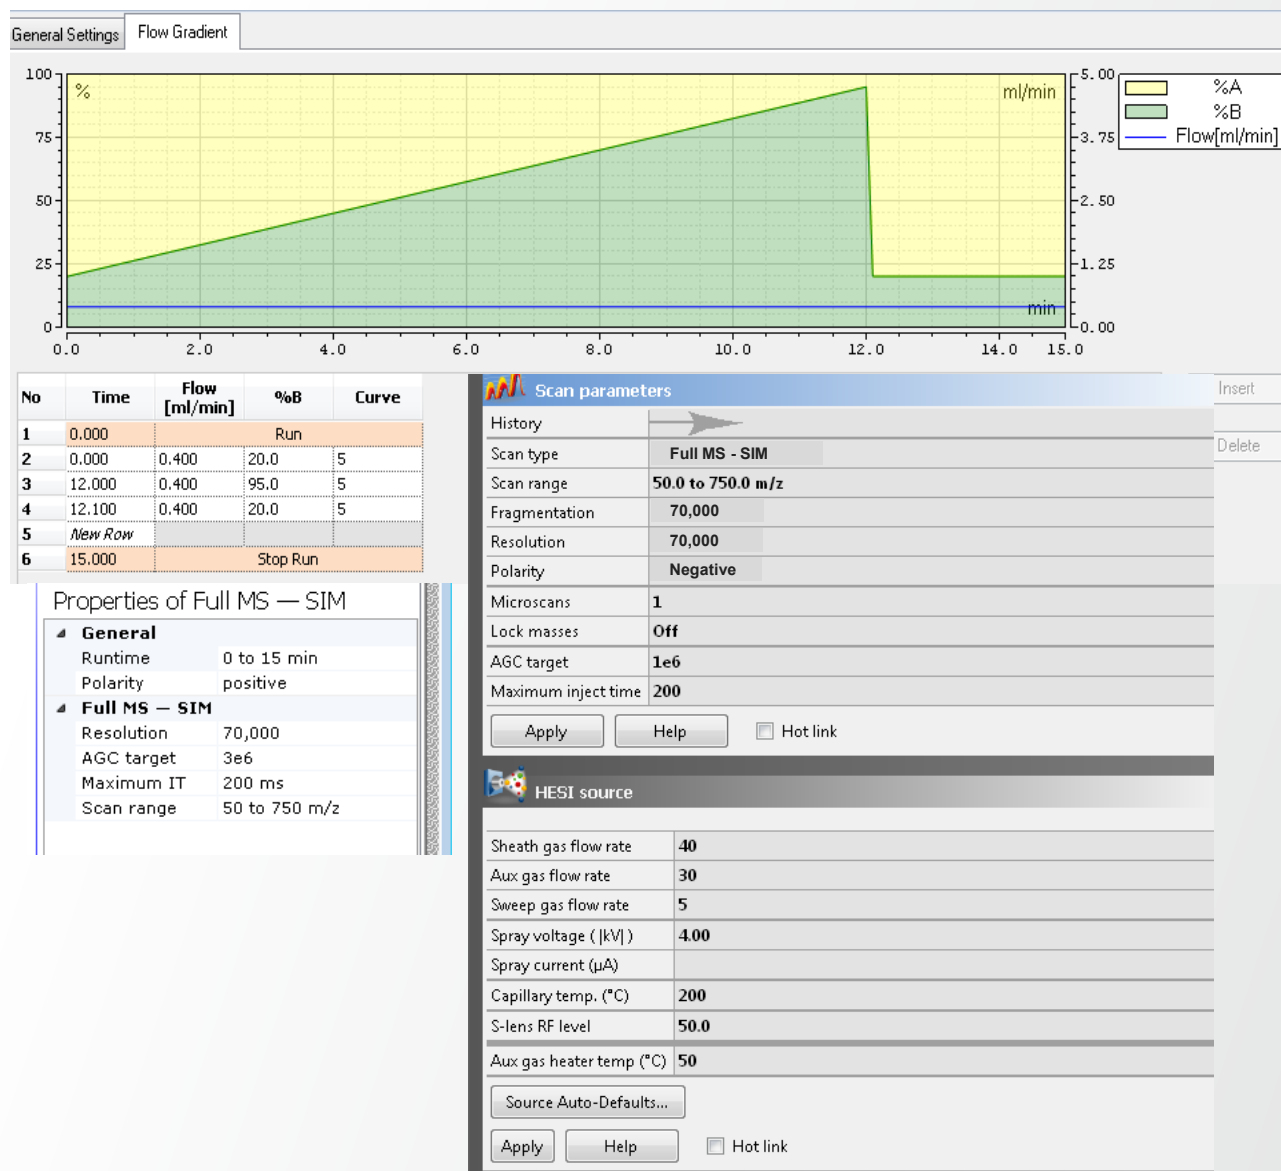 General Settings Flow Gradient
100 % ml/min 5.00 %A
%B
75 3.75 Flow[ml/min]
50 2.50
25 1.25
min
0 0.00
0.0 2.0 4.0 6.0 8.0 10.0 12.0 14.0 15.0
No Time Flow [ml/min] %B Curve
1 0.000 Run
2 0.000 0.400 20.0 5
3 12.000 0.400 95.0 5
4 12.100 0.400 20.0 5
5 New Row
6 15.000 Stop Run
Insert
Delete
Scan parameters
History
Scan type Full MS - SIM
Scan range 50.0 to 750.0 m/z
Fragmentation 70,000
Resolution 70,000
Polarity Negative
Microscans 1
Lock masses Off
AGC target 1e6
Maximum inject time 200
Apply Help Hot link
Properties of Full MS — SIM
General
Runtime 0 to 15 min
Polarity positive
Full MS — SIM
Resolution 70,000
AGC target 3e6
Maximum IT 200 ms
Scan range 50 to 750 m/z
HESI source
Sheath gas flow rate 40
Aux gas flow rate 30
Sweep gas flow rate 5
Spray voltage ( |kV| ) 4.00
Spray current (µA)
Capillary temp. (°C) 200
S-lens RF level 50.0
Aux gas heater temp (°C) 50
Source Auto-Defaults...
Apply Help Hot link